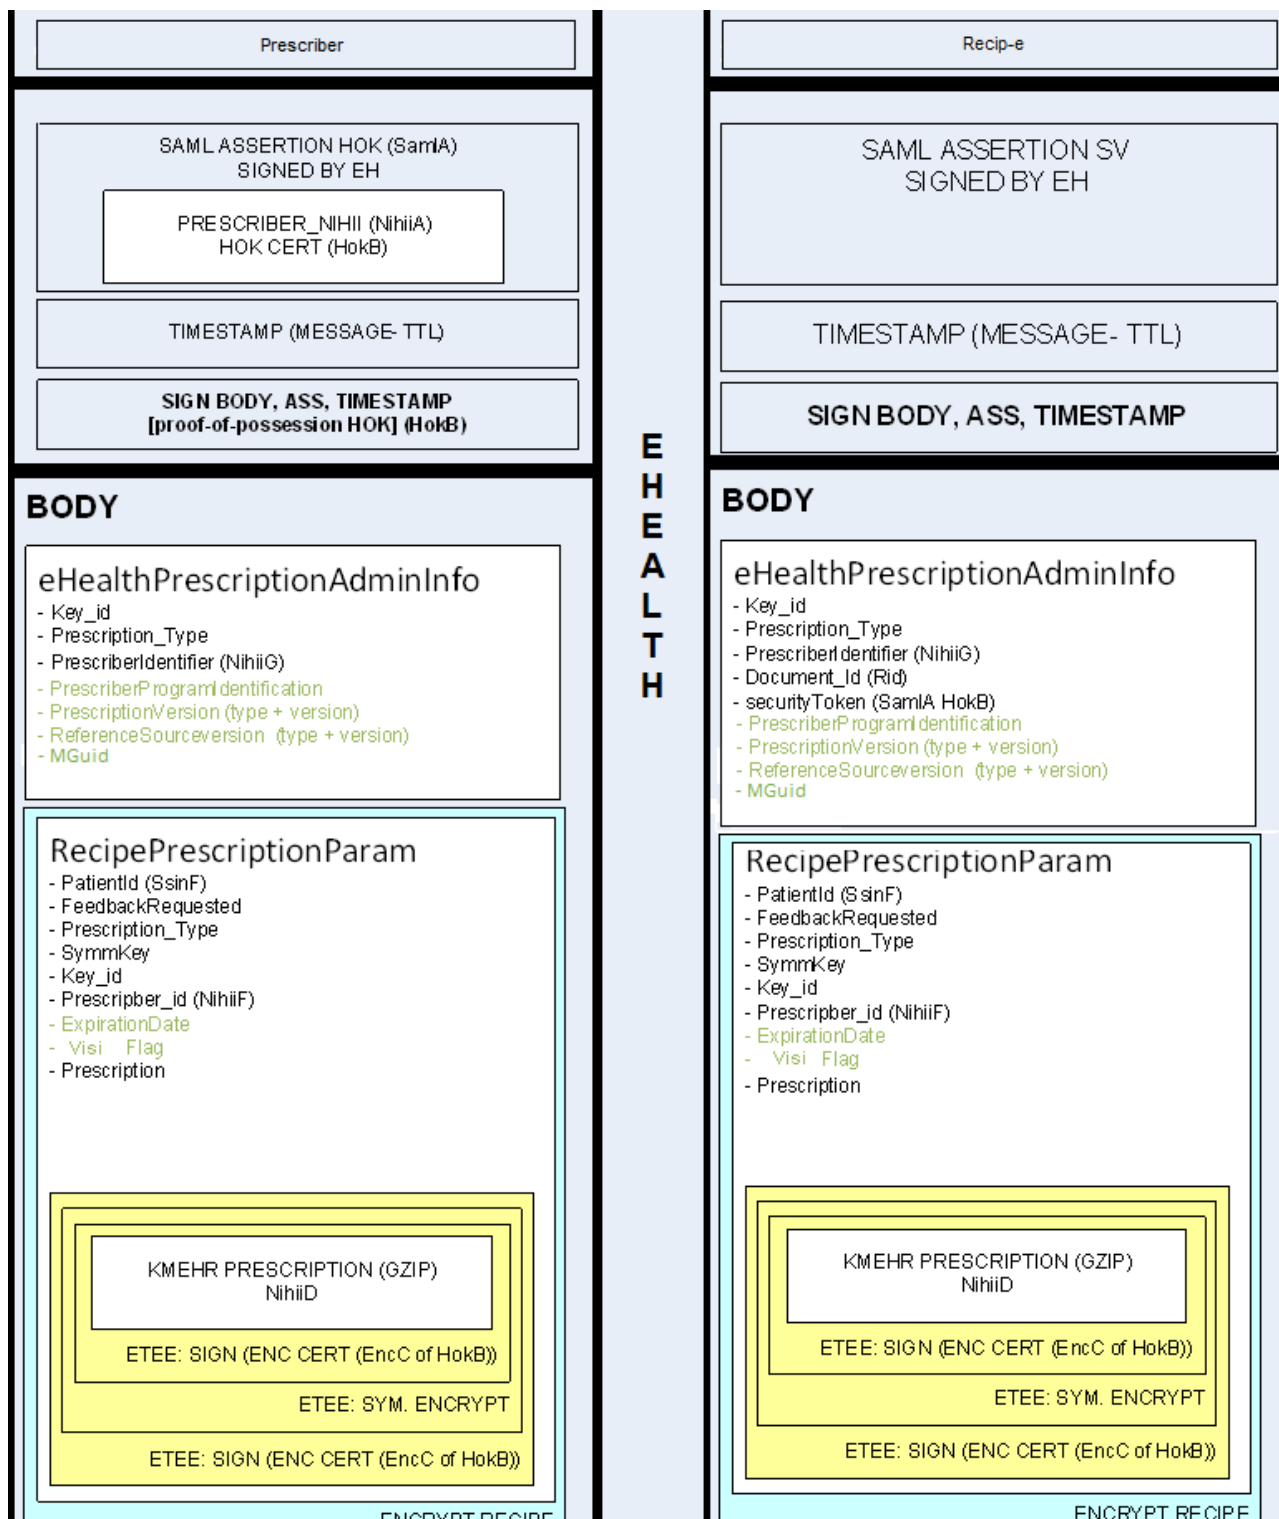 Prescriber
SAML ASSERTION HOK (SamlA)
SIGNED BY EH
PRESCRIBER_NIHII (NihiiA)
HOK CERT (HokB)
TIMESTAMP (MESSAGE- TTL)
SIGN BODY, ASS, TIMESTAMP
[proof-of-possession HOK] (HokB)
BODY
eHealthPrescriptionAdminInfo
- Key_id
- Prescription_Type
- PrescriberIdentifier (NihiiG)
- PrescriberProgramIdentification
- PrescriptionVersion (type + version)
- ReferenceSourceversion (type + version)
- MGuid
RecipePrescriptionParam
- PatientId (SsinF)
- FeedbackRequested
- Prescription_Type
- SymmKey
- Key_id
- Prescripber_id (NihiiF)
- ExpirationDate
- Visi Flag
- Prescription
KMEHR PRESCRIPTION (GZIP)
NihiiD
ETEE: SIGN (ENC CERT (EncC of HokB))
ETEE: SYM. ENCRYPT
ETEE: SIGN (ENC CERT (EncC of HokB))
ENCRYPT RECIPE
E
H
E
A
L
T
H
Recip-e
SAML ASSERTION SV
SIGNED BY EH
TIMESTAMP (MESSAGE- TTL)
SIGN BODY, ASS, TIMESTAMP
BODY
eHealthPrescriptionAdminInfo
- Key_id
- Prescription_Type
- PrescriberIdentifier (NihiiG)
- Document_Id (Rid)
- securityToken (SamlA HokB)
- PrescriberProgramIdentification
- PrescriptionVersion (type + version)
- ReferenceSourceversion (type + version)
- MGuid
RecipePrescriptionParam
- PatientId (SsinF)
- FeedbackRequested
- Prescription_Type
- SymmKey
- Key_id
- Prescripber_id (NihiiF)
- ExpirationDate
- Visi Flag
- Prescription
KMEHR PRESCRIPTION (GZIP)
NihiiD
ETEE: SIGN (ENC CERT (EncC of HokB))
ETEE: SYM. ENCRYPT
ETEE: SIGN (ENC CERT (EncC of HokB))
ENCRYPT RECIPE